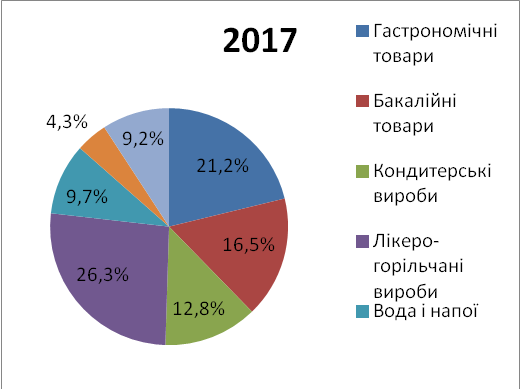 2017
Гастрономічні
товари
Бакалійні
товари
Кондитерські
вироби
Лікеро-
горільчані
вироби
Вода і напої
21,2%
16,5%
12,8%
26,3%
9,7%
4,3%
9,2%